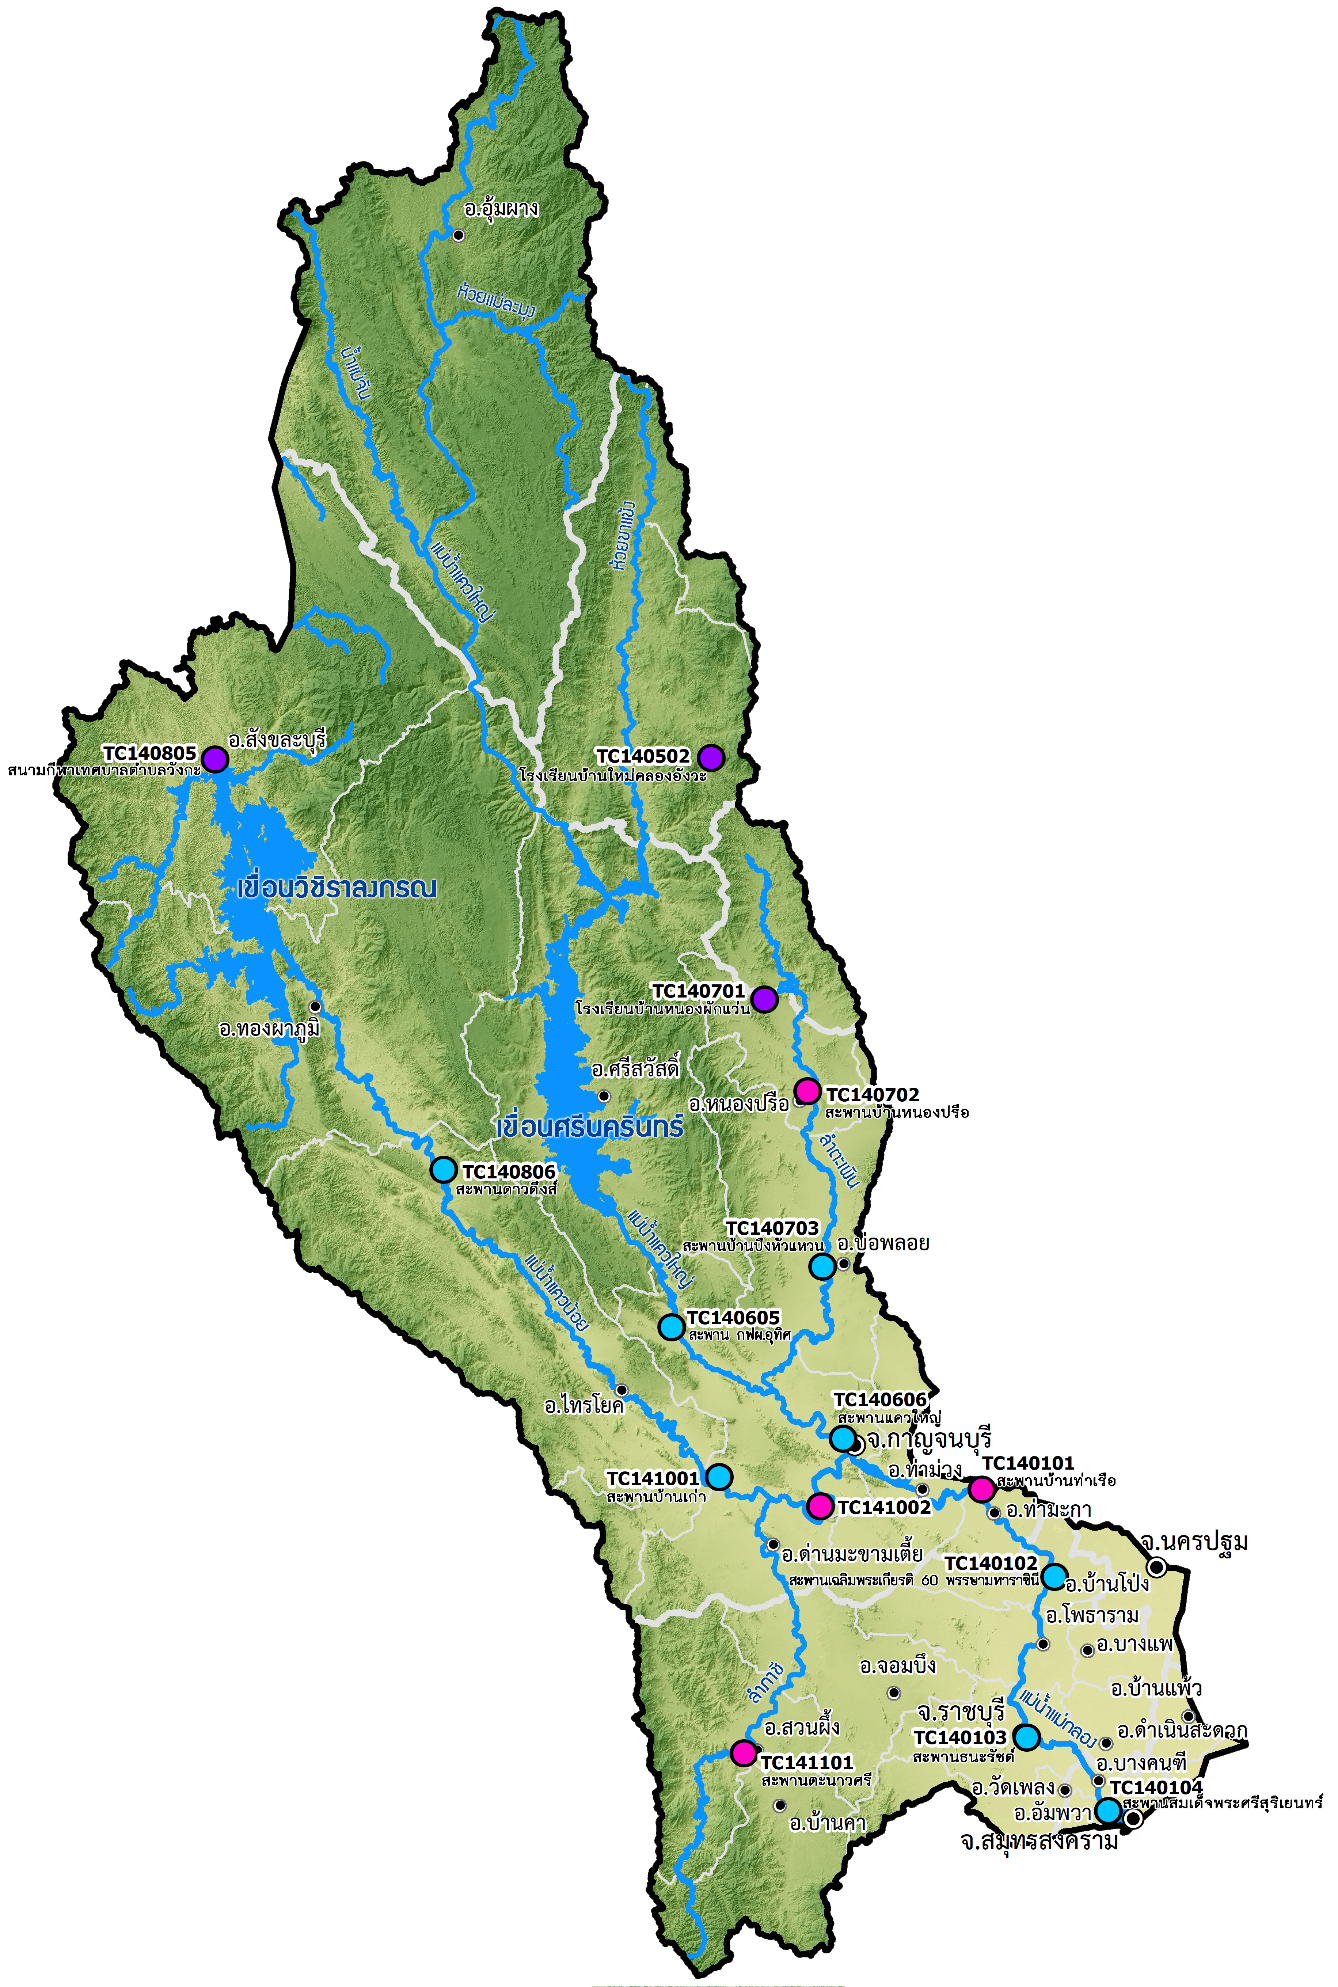 อ.อุ้มผาง
ห้วยแม่ละมุง
น้ำแม่จัน
ห้วยขาแข้ง
แม่น้ำแควใหญ่
อ.สังขละบุรี
TC140805
สนามกีฬาเทศบาลตำบลวังกะ
TC140502
โรงเรียนบ้านใหม่คลองอังวะ
เขื่อนวิชิราลงกรณ
TC140701
โรงเรียนบ้านหนองผักแว่น
อ.ทองผาภูมิ
อ.ศรีสวัสดิ์
อ.หนองปรือ
TC140702
สะพานบ้านหนองปรือ
เขื่อนศรีนครินทร์
ลำตะเพิน
TC140806
สะพานดาวดึงส์
แม่น้ำแควใหญ่
TC140703
สะพานบ้านบึงหัวแหวน
อ.บ่อพลอย
แม่น้ำแควน้อย
TC140605
สะพาน กฟผ.อุทิศ
อ.ไทรโยค
TC140606
สะพานแควใหญ่
จ.กาญจนบุรี
TC141001
สะพานบ้านเก่า
อ.ท่าม่วง
TC140101
สะพานบ้านท่าเรือ
TC141002
อ.ท่ามะกา
จ.นครปฐม
อ.ด่านมะขามเตี้ย
TC140102
สะพานเฉลิมพระเกียรติ 60 พรรษามหาราชินี
อ.บ้านโป่ง
อ.โพธาราม
อ.บางแพ
อ.จอมบึง
ลำภาชี
อ.บ้านแพ้ว
แม่น้ำแม่กลอง
จ.ราชบุรี
อ.สวนผึ้ง
อ.ดำเนินสะดวก
TC140103
สะพานธนะรัชต์
TC141101
สะพานตะนาวศรี
อ.บางคนฑี
อ.วัดเพลง
TC140104
สะพานสมเด็จพระศรีสุริเยนทร์
อ.อัมพวา
อ.บ้านคา
จ.สมุทรสงคราม